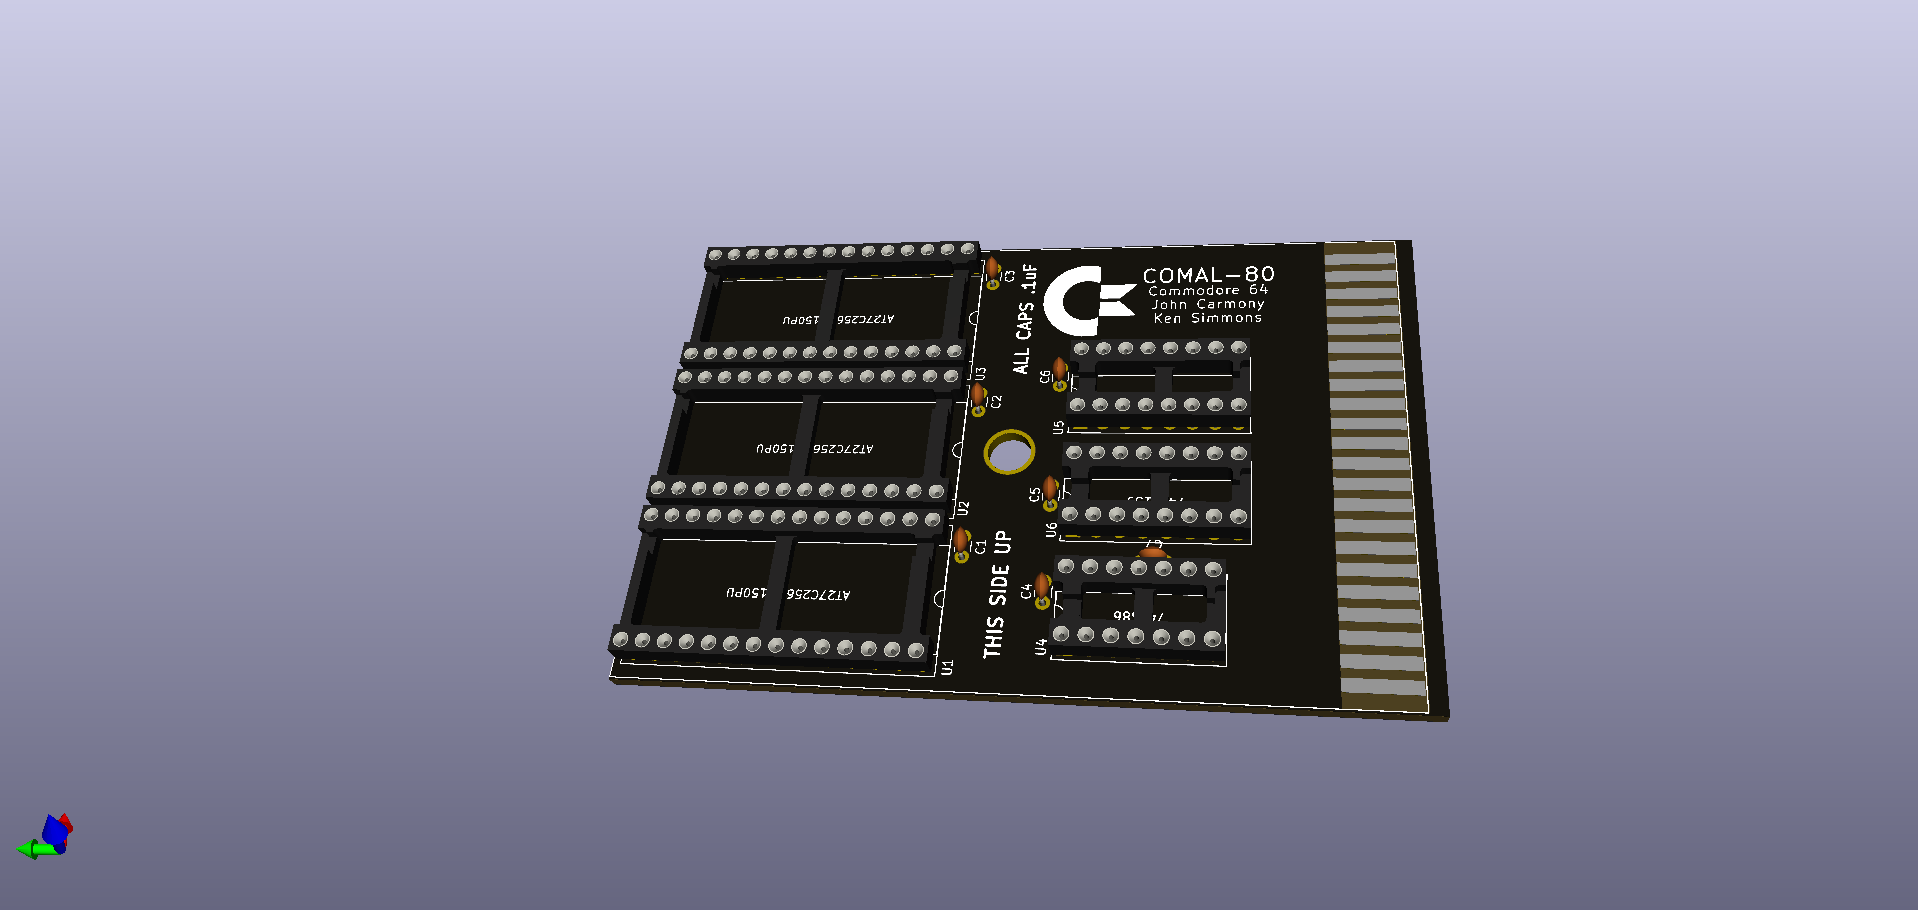 COMAL-80
Commodore 64
John Carmony
Ken Simmons
ALL CAPS .1uF
THIS SIDE UP
C3
U3
C2
U2
C1
U1
C6
U5
C5
U6
C4
U4
AT27C256 150PU
AT27C256 150PU
AT27C256 150PU